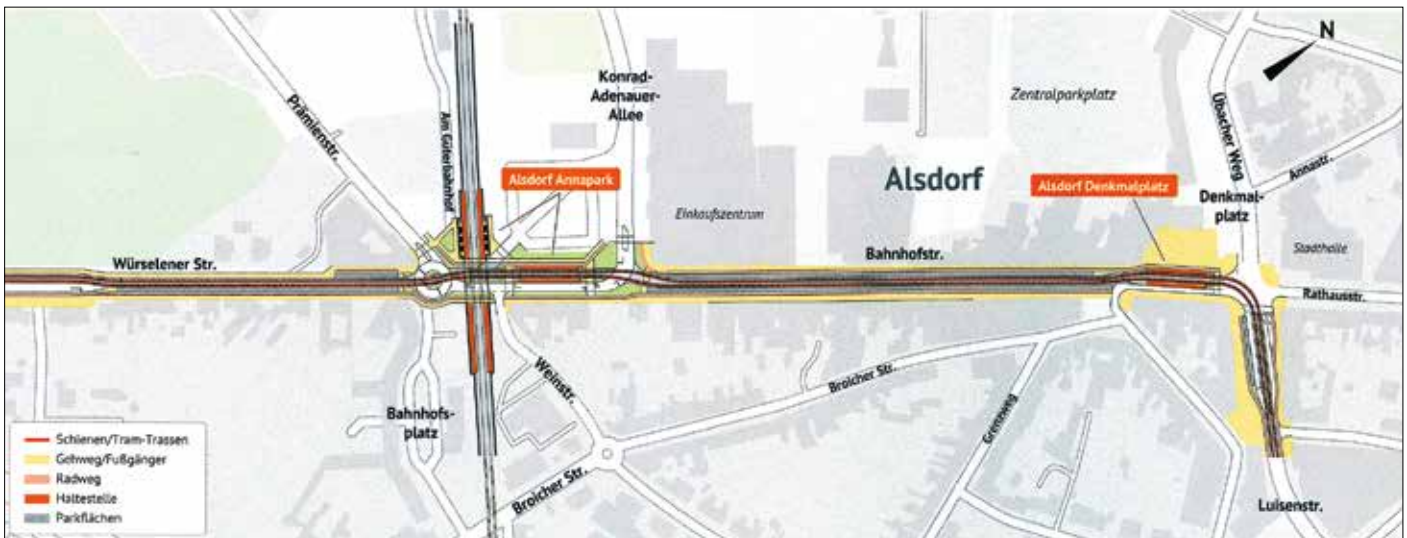 N
Konrad-
Adenauer-
Allee
Zentralparkplatz
Prämienstr.
Am Güterbahnhof
Übacher Weg
Annastr.
Alsdorf Annapark
Alsdorf
Alsdorf Denkmalplatz
Denkmal-
platz
Einkaufszentrum
Stadthalle
Würselener Str.
Bahnhofstr.
Rathausstr.
Weinstr.
Broicher Str.
Bahnhofs-
platz
Grenzweg
Broicher Str.
Luisenstr.
Schienen/Tram-Trassen
Gehweg/Fußgänger
Radweg
Haltestelle
Parkflächen